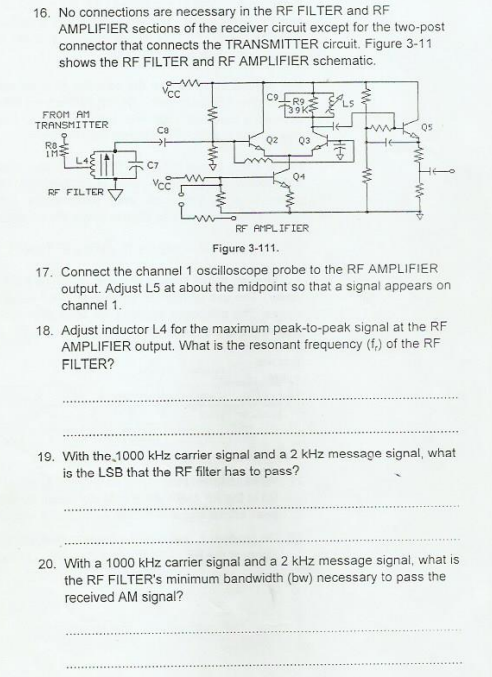 16. No connections are necessary in the RF FILTER and RF
AMPLIFIER sections of the receiver circuit except for the two-post
connector that connects the TRANSMITTER circuit. Figure 3-11
shows the RF FILTER and RF AMPLIFIER schematic.
VCC
FROM AM
TRANSMITTER
C8
C9
R9
39K
L5
Q2
Q3
Q5
R8
1M
L4
C7
VCC
Q4
RF FILTER
RF AMPLIFIER
Figure 3-111.
17. Connect the channel 1 oscilloscope probe to the RF AMPLIFIER
output. Adjust L5 at about the midpoint so that a signal appears on
channel 1.
18. Adjust inductor L4 for the maximum peak-to-peak signal at the RF
AMPLIFIER output. What is the resonant frequency (fr) of the RF
FILTER?
19. With the 1000 kHz carrier signal and a 2 kHz message signal, what
is the LSB that the RF filter has to pass?
20. With a 1000 kHz carrier signal and a 2 kHz message signal, what is
the RF FILTER's minimum bandwidth (bw) necessary to pass the
received AM signal?